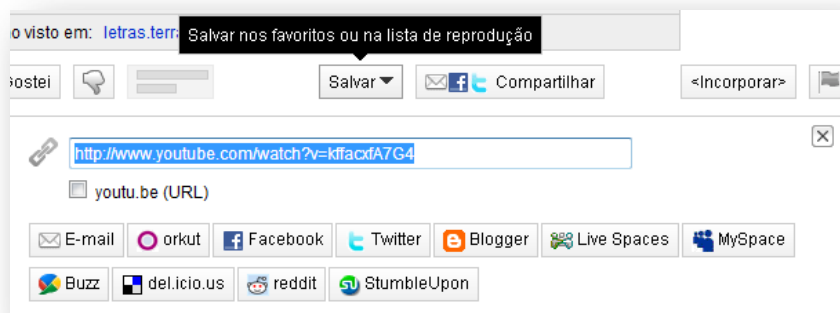 o visto em: letras.terr
Salvar nos favoritos ou na lista de reprodução
Gostei Salvar Compartilhar <Incorporar>
http://www.youtube.com/watch?v=kffacxfA7G4
youtu.be (URL)
E-mail orkut Facebook Twitter Blogger Live Spaces MySpace
Buzz del.icio.us reddit StumbleUpon